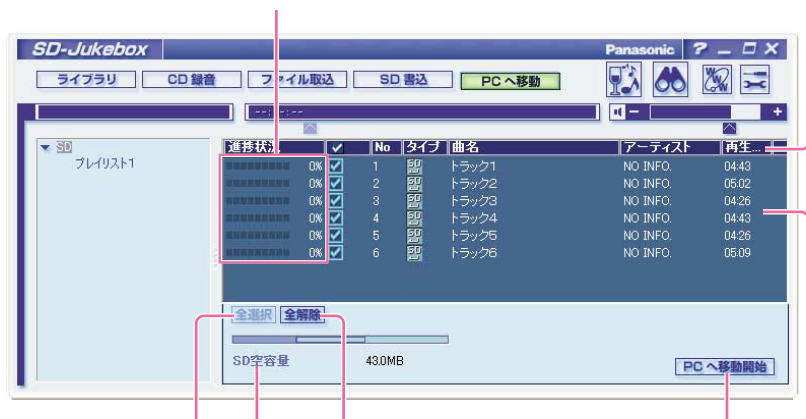 SD-Jukebox Panasonic ? _ □ X
ライブラリ CD 録音 ファイル取込 SD 書込 PC へ移動
--:--:-- − +
SD
プレイリスト1
進捗状況 ✓ No タイプ 曲名 アーティスト 再生...
0% ✓ 1 SD トラック1 NO INFO. 04:43
0% ✓ 2 SD トラック2 NO INFO. 05:02
0% ✓ 3 SD トラック3 NO INFO. 04:26
0% ✓ 4 SD トラック4 NO INFO. 04:43
0% ✓ 5 SD トラック5 NO INFO. 04:26
0% ✓ 6 SD トラック6 NO INFO. 05:09
全選択 全解除
SD空容量 43.0MB PC へ移動開始